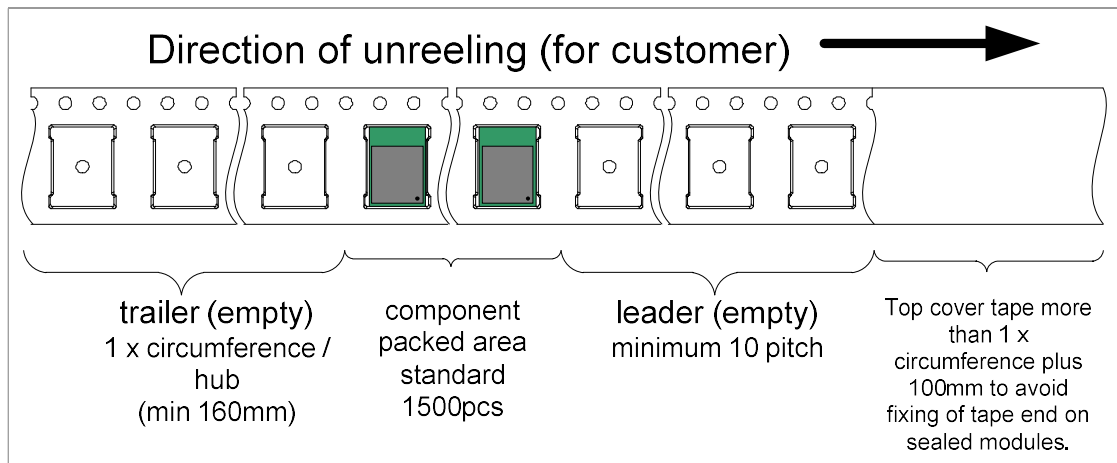 Direction of unreeling (for customer)
trailer (empty)
1 x circumference /
hub
(min 160mm)
component
packed area
standard
1500pcs
leader (empty)
minimum 10 pitch
Top cover tape more
than 1 x
circumference plus
100mm to avoid
fixing of tape end on
sealed modules.